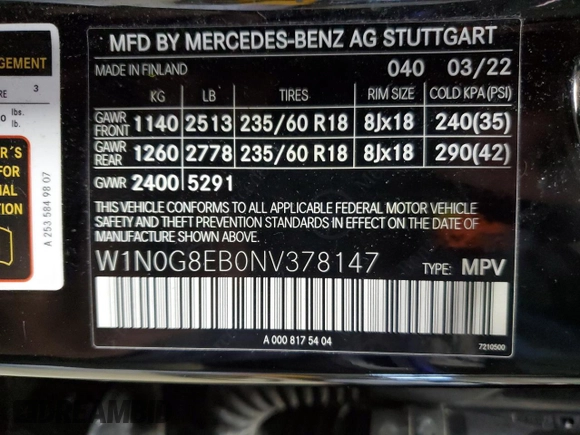 MFD BY MERCEDES-BENZ AG STUTTGART
MADE IN FINLAND 040 03/22
KG LB TIRES RIM SIZE COLD KPA (PSI)
GAWR FRONT 1140 2513 235/60 R18 8Jx18 240(35)
GAWR REAR 1260 2778 235/60 R18 8Jx18 290(42)
GVWR 2400 5291
THIS VEHICLE CONFORMS TO ALL APPLICABLE FEDERAL MOTOR VEHICLE
SAFETY AND THEFT PREVENTION STANDARDS IN EFFECT ON THE DATE OF
MANUFACTURE SHOWN ABOVE.
W1N0G8EB0NV378147 TYPE: MPV
A 000 817 54 04
7210500
GEMENT
3
lbs.
lb.
A 253 584 98 07
DREAM